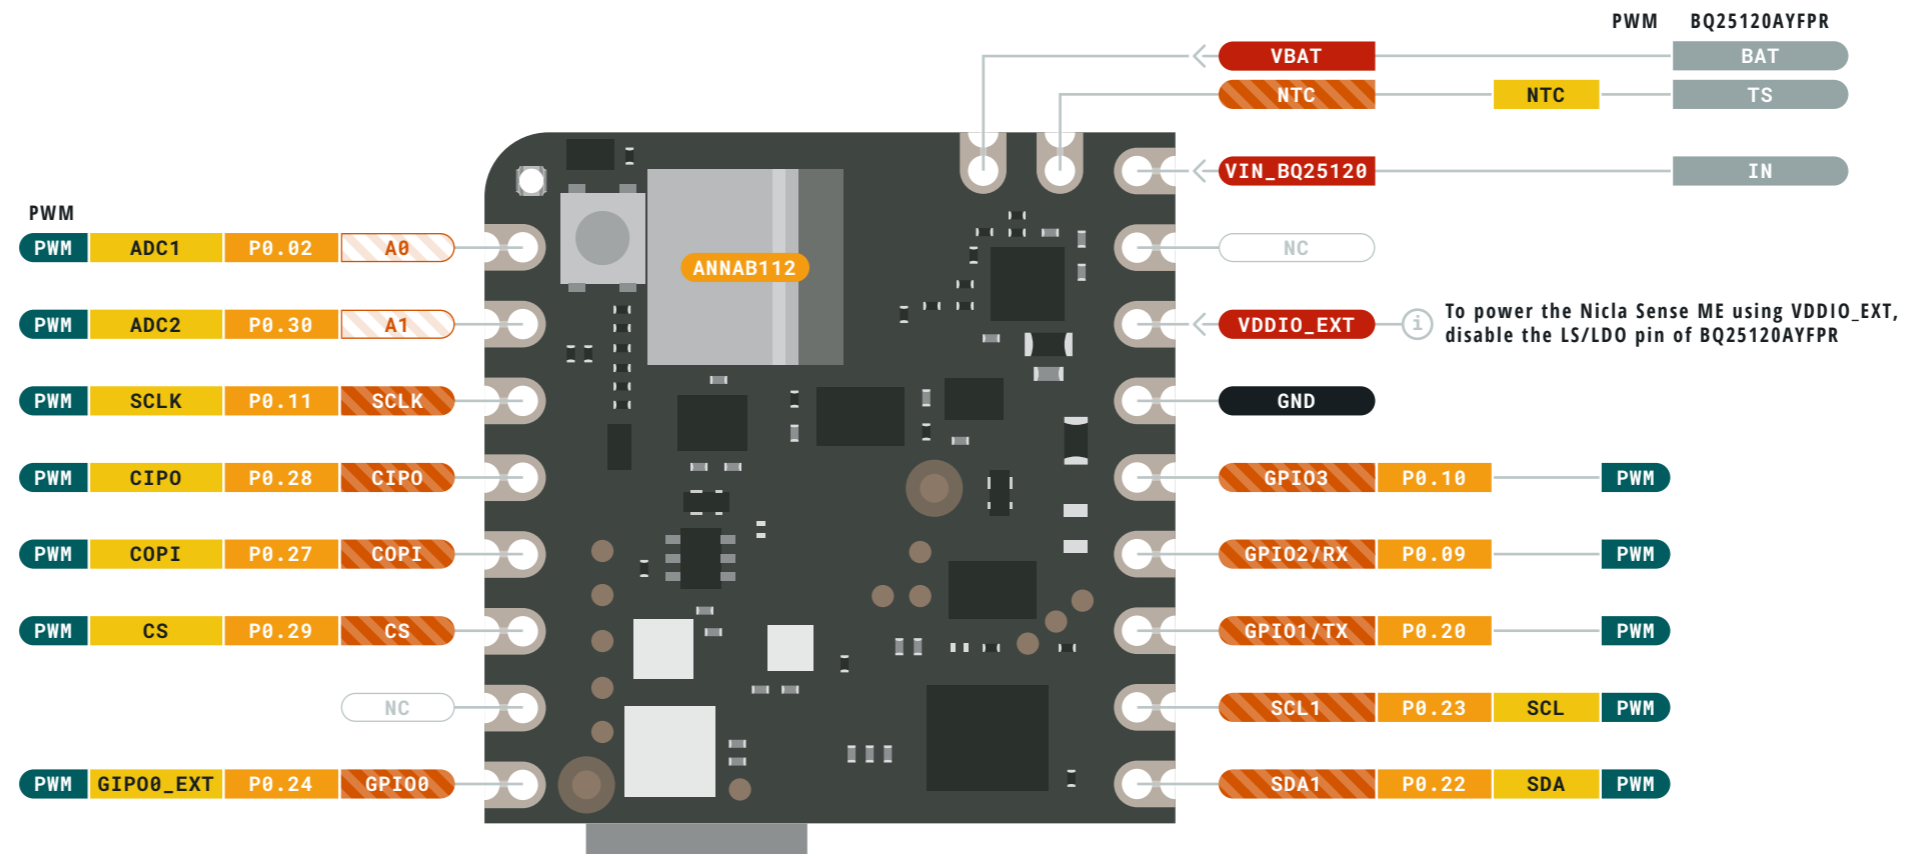 PWM BQ25120AYFPR
VBAT BAT
NTC NTC TS
VIN_BQ25120 IN
PWM
PWM ADC1 P0.02 A0
NC
ANNAB112
PWM ADC2 P0.30 A1
VDDIO_EXT i To power the Nicla Sense ME using VDDIO_EXT,
disable the LS/LDO pin of BQ25120AYFPR
PWM SCLK P0.11 SCLK
GND
PWM CIPO P0.28 CIPO
GPIO3 P0.10 PWM
PWM COPI P0.27 COPI
GPIO2/RX P0.09 PWM
PWM CS P0.29 CS
GPIO1/TX P0.20 PWM
NC
SCL1 P0.23 SCL PWM
PWM GIPO0_EXT P0.24 GPIO0
SDA1 P0.22 SDA PWM